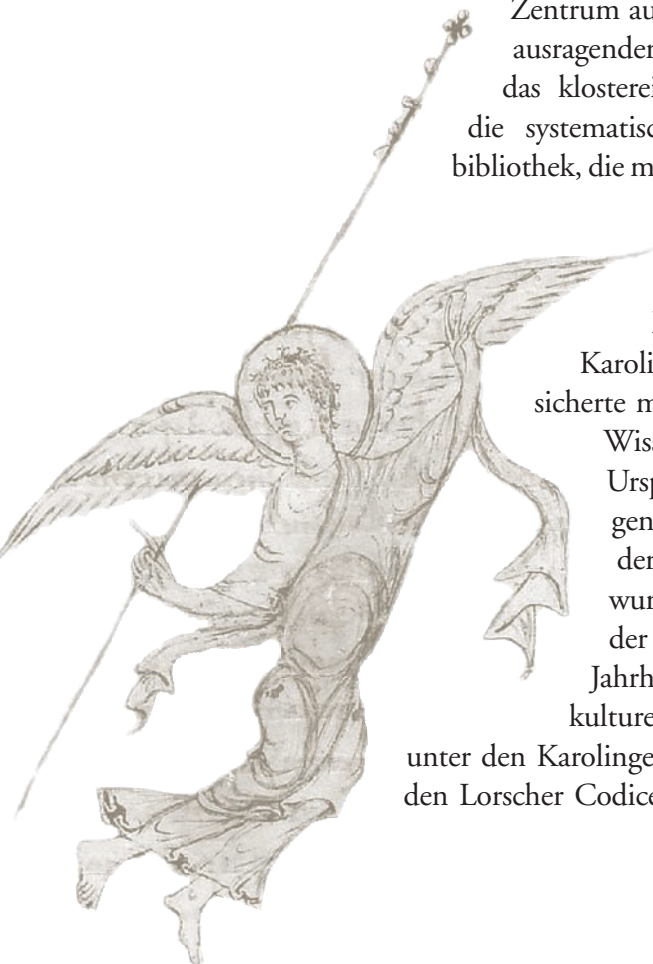 Zentrum au
ausragender
das klosterei
die systematisc
bibliothek, die m
Karoli
sicherte m
Wiss
Ursp
gen
der
wur
der
Jahrh
kulture
unter den Karolinge
den Lorscher Codice